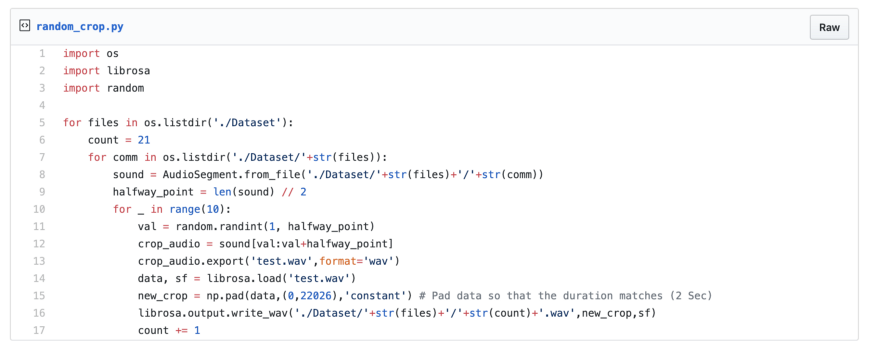 random_crop.py
Raw
1 import os
2 import librosa
3 import random
4
5 for files in os.listdir('./Dataset'):
6     count = 21
7     for comm in os.listdir('./Dataset/'+str(files)):
8         sound = AudioSegment.from_file('./Dataset/'+str(files)+'/'+str(comm))
9         halfway_point = len(sound) // 2
10         for _ in range(10):
11             val = random.randint(1, halfway_point)
12             crop_audio = sound[val:val+halfway_point]
13             crop_audio.export('test.wav',format='wav')
14             data, sf = librosa.load('test.wav')
15             new_crop = np.pad(data,(0,22026),'constant') # Pad data so that the duration matches (2 Sec)
16             librosa.output.write_wav('./Dataset/'+str(files)+'/'+str(count)+'.wav',new_crop,sf)
17             count += 1